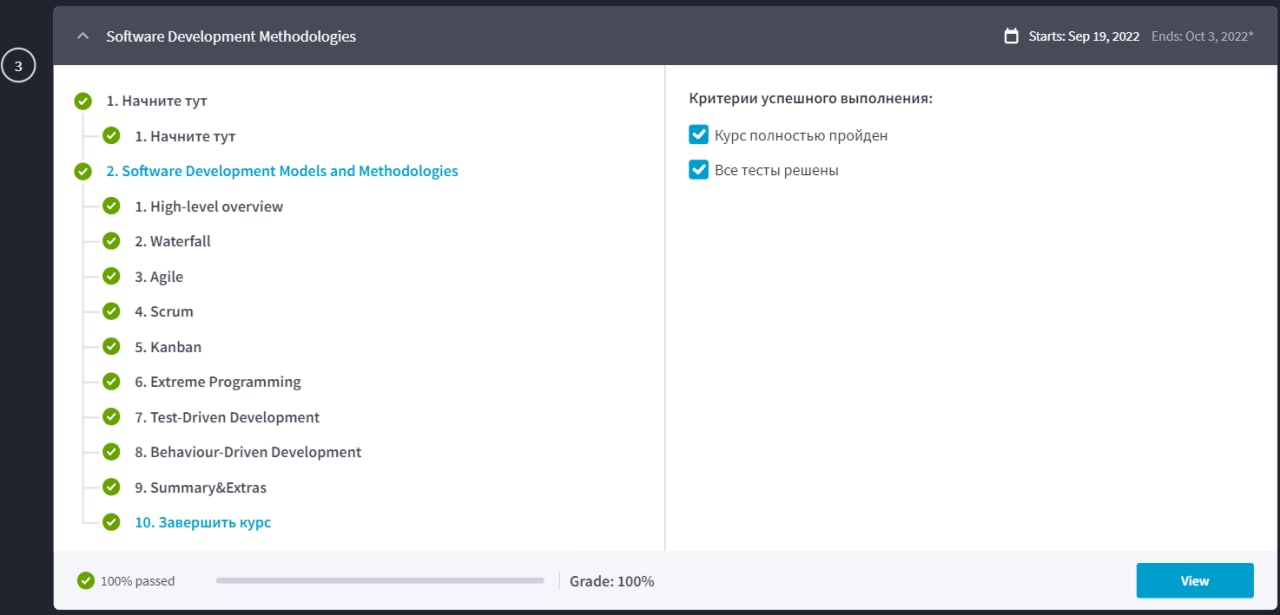 Software Development Methodologies
Starts: Sep 19, 2022 Ends: Oct 3, 2022*
3
1. Начните тут
1. Начните тут
2. Software Development Models and Methodologies
1. High-level overview
2. Waterfall
3. Agile
4. Scrum
5. Kanban
6. Extreme Programming
7. Test-Driven Development
8. Behaviour-Driven Development
9. Summary&Extras
10. Завершить курс
Критерии успешного выполнения:
Курс полностью пройден
Все тесты решены
100% passed
Grade: 100%
View